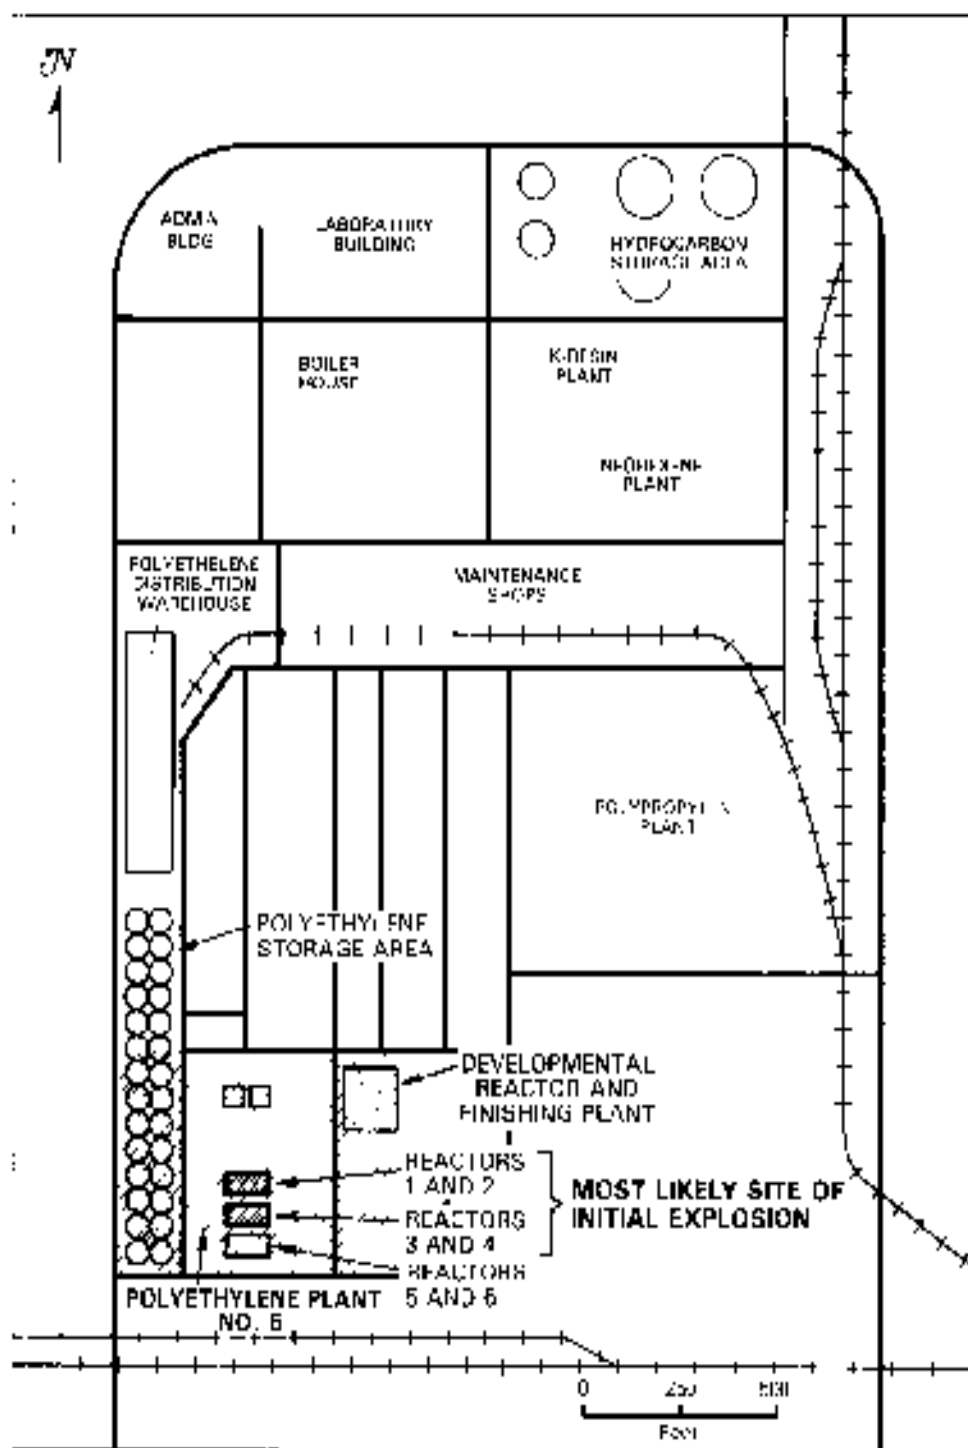 N
ADMIN
BLDG
LABORATORY
BUILDING
HYDROCARBON
STORAGE AREA
BOILER
HOUSE
K-RESIN
PLANT
NEOHEXENE
PLANT
POLYETHELENE
DISTRIBUTION
WAREHOUSE
MAINTENANCE
SHOPS
POLYPROPYLEN
PLANT
POLYETHYLENE
STORAGE AREA
DEVELOPMENTAL
REACTOR AND
FINISHING PLANT
REACTORS
1 AND 2
REACTORS
3 AND 4
MOST LIKELY SITE OF
INITIAL EXPLOSION
REACTORS
5 AND 6
POLYETHYLENE PLANT
NO. 6
0 250 500
Feet